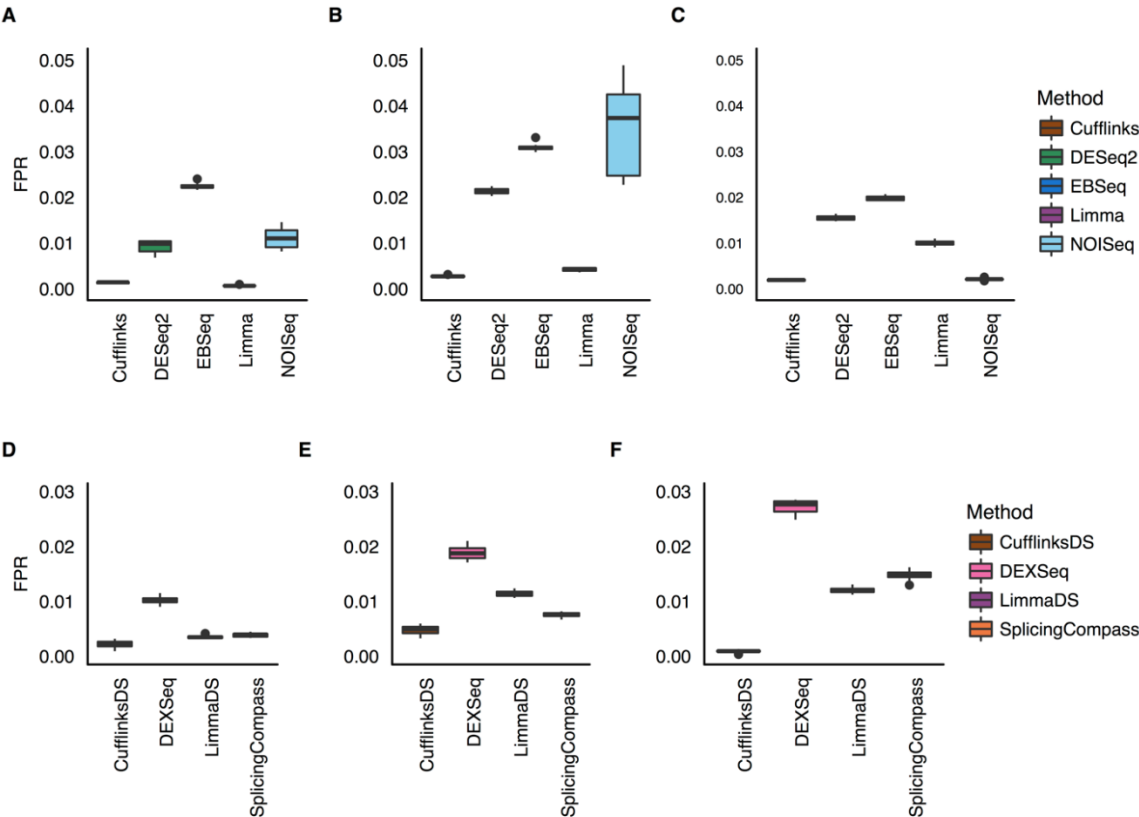 A
B
C
FPR
0.05
0.04
0.03
0.02
0.01
0.00
Cufflinks
DESeq2
EBSeq
Limma
NOISeq
0.05
0.04
0.03
0.02
0.01
0.00
Cufflinks
DESeq2
EBSeq
Limma
NOISeq
0.05
0.04
0.03
0.02
0.01
0.00
Cufflinks
DESeq2
EBSeq
Limma
NOISeq
Method
Cufflinks
DESeq2
EBSeq
Limma
NOISeq
D
E
F
FPR
0.03
0.02
0.01
0.00
CufflinksDS
DEXSeq
LimmaDS
SplicingCompass
0.03
0.02
0.01
0.00
CufflinksDS
DEXSeq
LimmaDS
SplicingCompass
0.03
0.02
0.01
0.00
CufflinksDS
DEXSeq
LimmaDS
SplicingCompass
Method
CufflinksDS
DEXSeq
LimmaDS
SplicingCompass